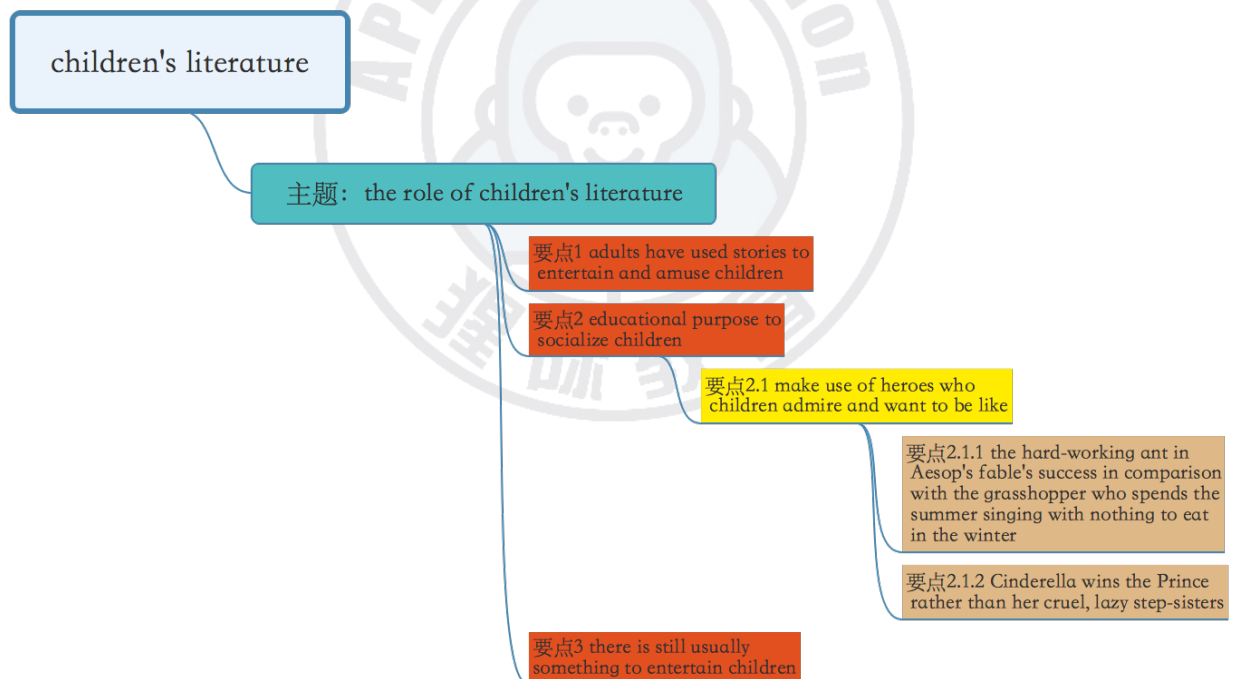 children's literature
主题：the role of children's literature
要点1 adults have used stories to
entertain and amuse children
要点2 educational purpose to
socialize children
要点2.1 make use of heroes who
children admire and want to be like
要点2.1.1 the hard-working ant in
Aesop's fable's success in comparison
with the grasshopper who spends the
summer singing with nothing to eat
in the winter
要点2.1.2 Cinderella wins the Prince
rather than her cruel, lazy step-sisters
要点3 there is still usually
something to entertain children